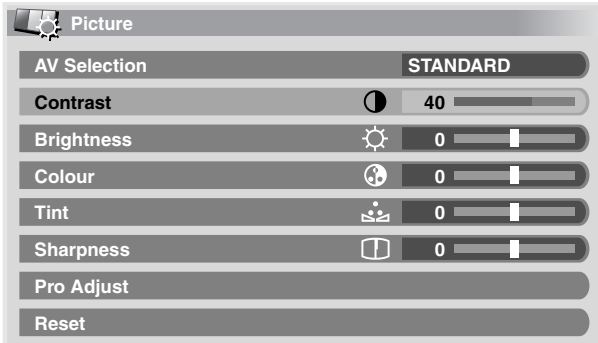 Picture
AV Selection STANDARD
Contrast 40
Brightness 0
Colour 0
Tint 0
Sharpness 0
Pro Adjust
Reset